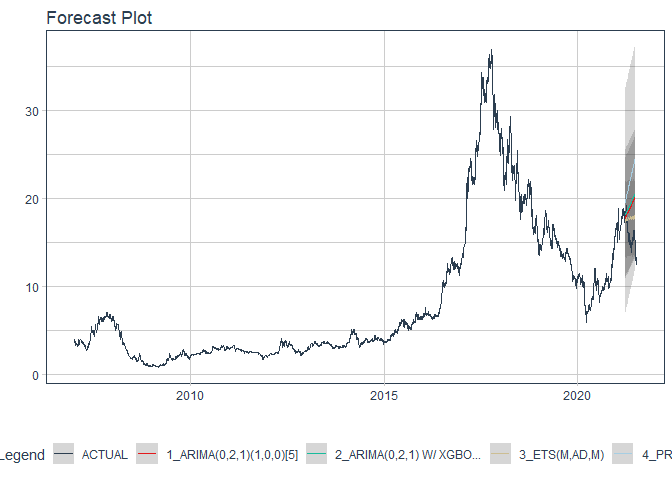 Forecast Plot
30
20
10
0
2010 2015 2020
Legend ACTUAL 1_ARIMA(0,2,1)(1,0,0)[5] 2_ARIMA(0,2,1) W/ XGBO... 3_ETS(M,AD,M) 4_PR